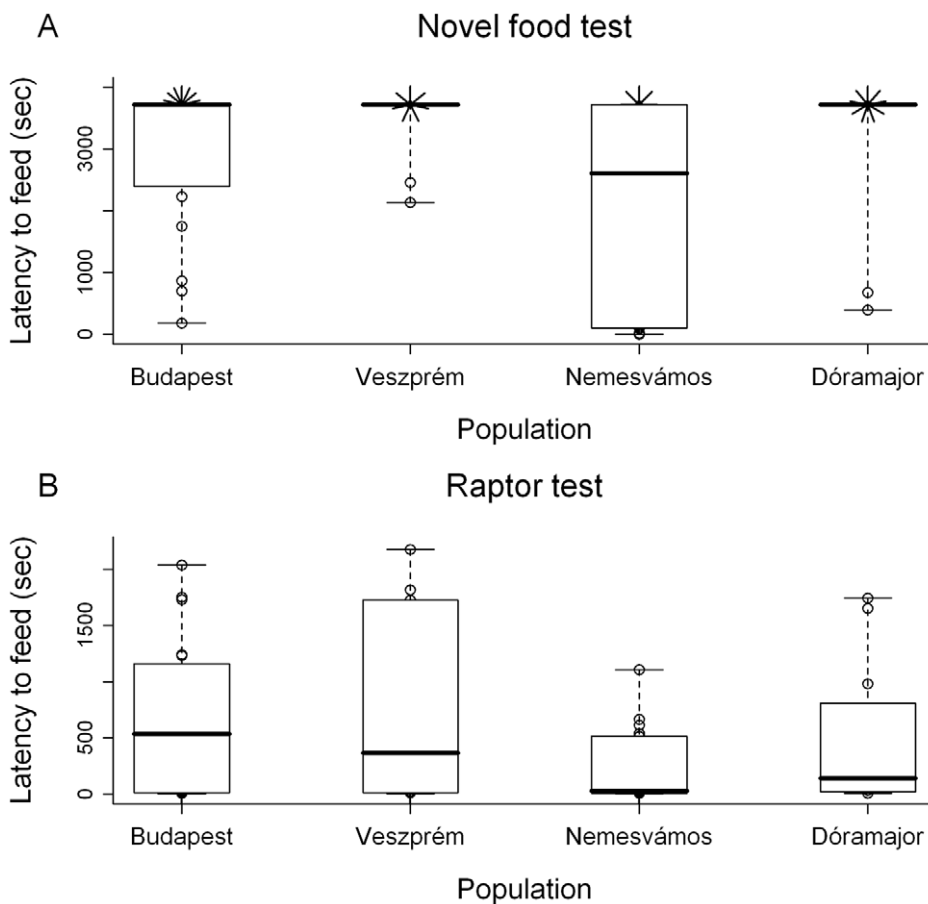 A Novel food test
Latency to feed (sec)
3000
1000
0
Budapest Veszprém Nemesvámos Dóramajor
Population
B Raptor test
Latency to feed (sec)
1500
500
0
Budapest Veszprém Nemesvámos Dóramajor
Population